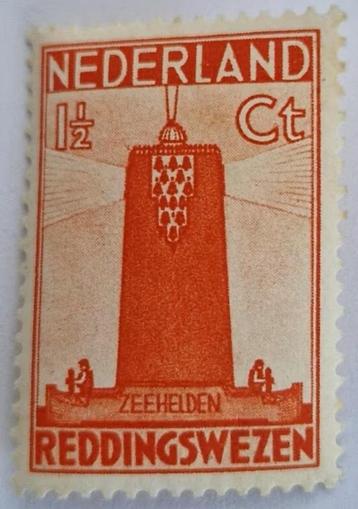 NEDERLAND
1½ Ct
ZEEHELDEN
REDDINGSWEZEN